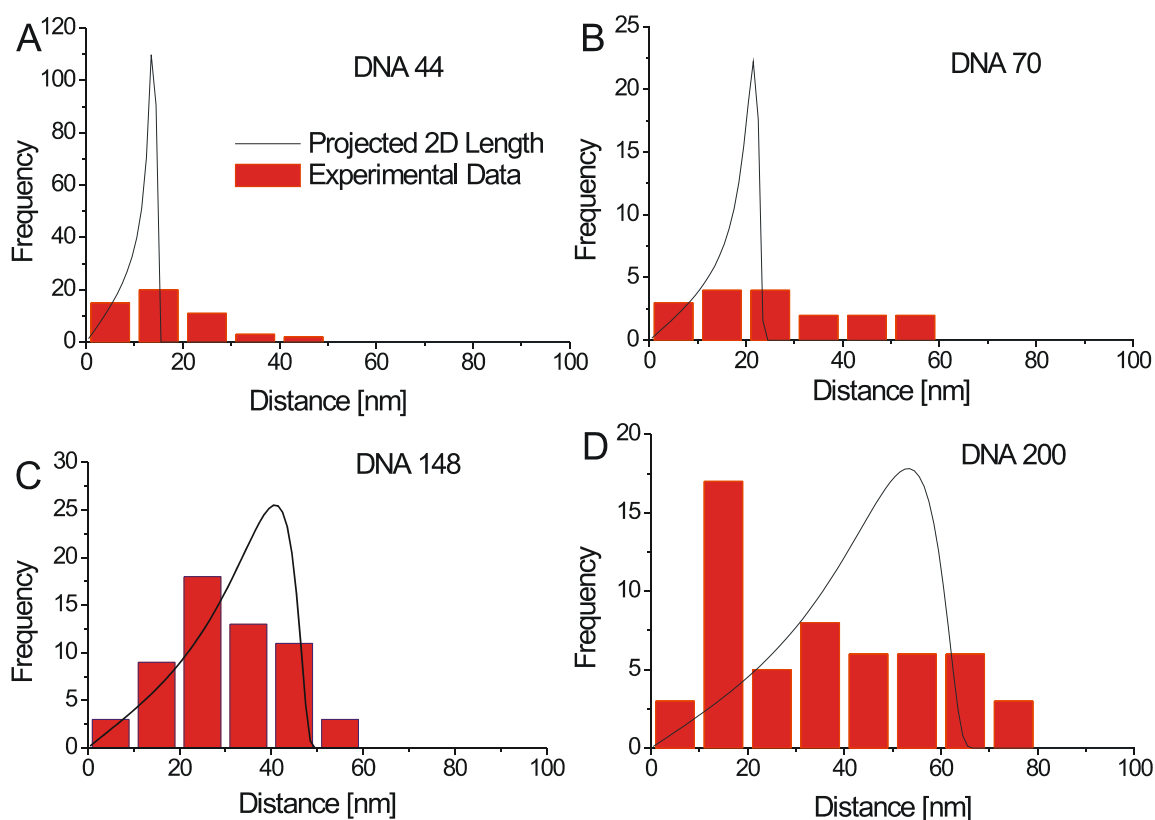 A
DNA 44
Frequency
120
100
80
60
40
20
0
Projected 2D Length
Experimental Data
0 20 40 60 80 100
Distance [nm]
B
DNA 70
Frequency
25
20
15
10
5
0
0 20 40 60 80 100
Distance [nm]
C
DNA 148
Frequency
30
25
20
15
10
5
0
0 20 40 60 80 100
Distance [nm]
D
DNA 200
Frequency
20
15
10
5
0
0 20 40 60 80 100
Distance [nm]